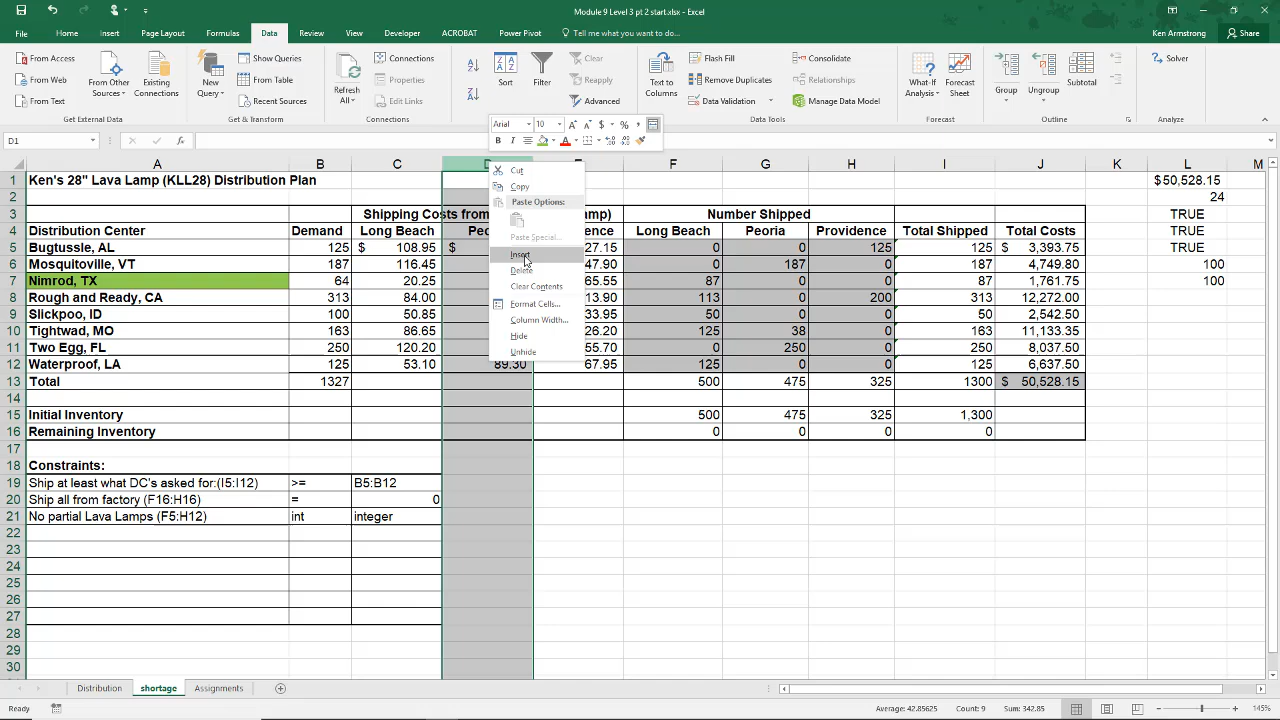 Module 9 Level 3 pt 2 start.xlsx - Excel
Ken Armstrong
Share
File Home Insert Page Layout Formulas Data Review View Developer ACROBAT Power Pivot Tell me what you want to do...
From Access
From Web
From Text
From Other Sources
Existing Connections
Get External Data
New Query
Show Queries
From Table
Recent Sources
Get & Transform
Refresh All
Connections
Properties
Edit Links
Connections
Sort
Filter
Clear
Reapply
Advanced
Text to Columns
Flash Fill
Remove Duplicates
Data Validation
Consolidate
Relationships
Manage Data Model
Data Tools
What-If Analysis
Forecast Sheet
Forecast
Group
Ungroup
Subtotal
Outline
Solver
Analyze
D1
fx
Arial 10 $ % ,
B I A
A B C D F G H I J K L M
1 Ken's 28" Lava Lamp (KLL28) Distribution Plan $50,528.15
2 24
3 Shipping Costs from amp) Number Shipped TRUE
4 Distribution Center Demand Long Beach Peo ence Long Beach Peoria Providence Total Shipped Total Costs TRUE
5 Bugtussle, AL 125 $ 108.95 $ 27.15 0 0 125 125 $ 3,393.75 TRUE
6 Mosquitoville, VT 187 116.45 47.90 0 187 0 187 4,749.80 100
7 Nimrod, TX 64 20.25 65.55 87 0 0 87 1,761.75 100
8 Rough and Ready, CA 313 84.00 13.90 113 0 200 313 12,272.00
9 Slickpoo, ID 100 50.85 33.95 50 0 0 50 2,542.50
10 Tightwad, MO 163 86.65 26.20 125 38 0 163 11,133.35
11 Two Egg, FL 250 120.20 55.70 0 250 0 250 8,037.50
12 Waterproof, LA 125 53.10 89.30 67.95 125 0 0 125 6,637.50
13 Total 1327 500 475 325 1300 $ 50,528.15
14
15 Initial Inventory 500 475 325 1,300
16 Remaining Inventory 0 0 0 0
17
18 Constraints:
19 Ship at least what DC's asked for:(I5:I12) >= B5:B12
20 Ship all from factory (F16:H16) = 0
21 No partial Lava Lamps (F5:H12) int integer
22
23
24
25
26
27
28
29
30
Cut
Copy
Paste Options:
Paste Special...
Insert
Delete
Clear Contents
Format Cells...
Column Width...
Hide
Unhide
Distribution shortage Assignments
Ready Average: 42.85625 Count: 9 Sum: 342.85 145%